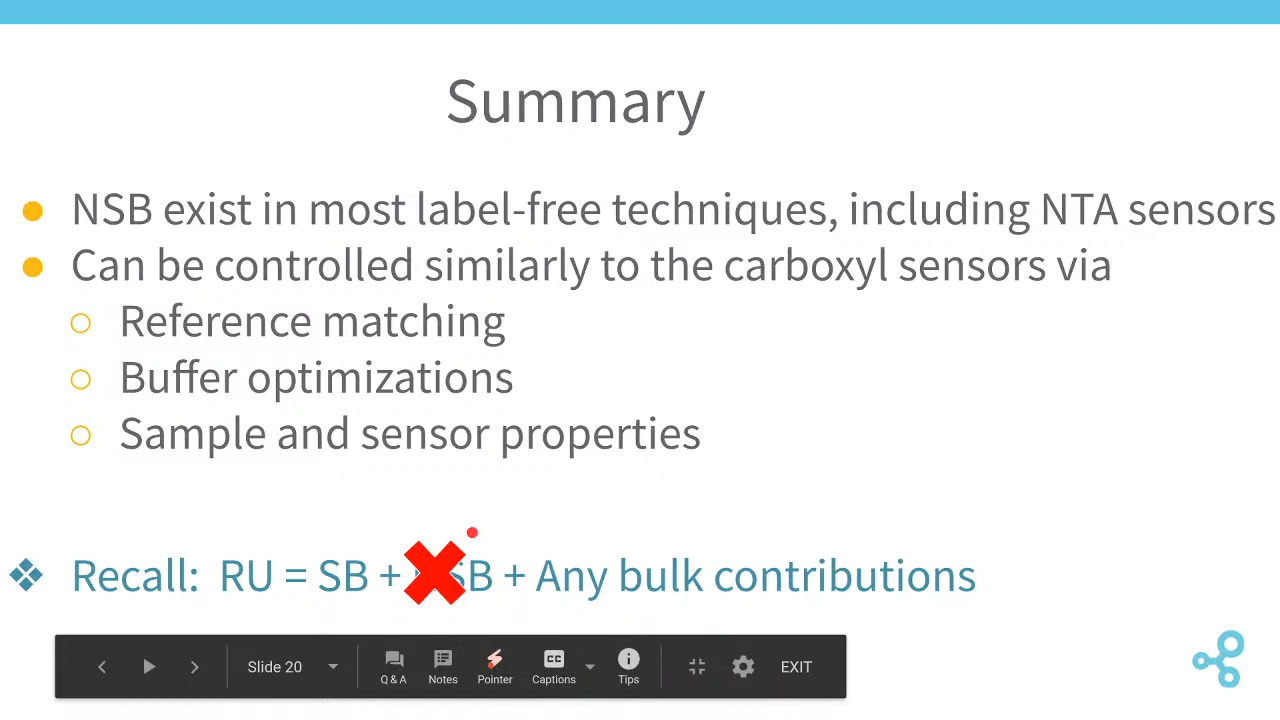 Summary
● NSB exist in most label-free techniques, including NTA sensors
● Can be controlled similarly to the carboxyl sensors via
○ Reference matching
○ Buffer optimizations
○ Sample and sensor properties
❖ Recall: RU = SB + NSB + Any bulk contributions
Slide 20
Q & A Notes Pointer CC Captions Tips EXIT